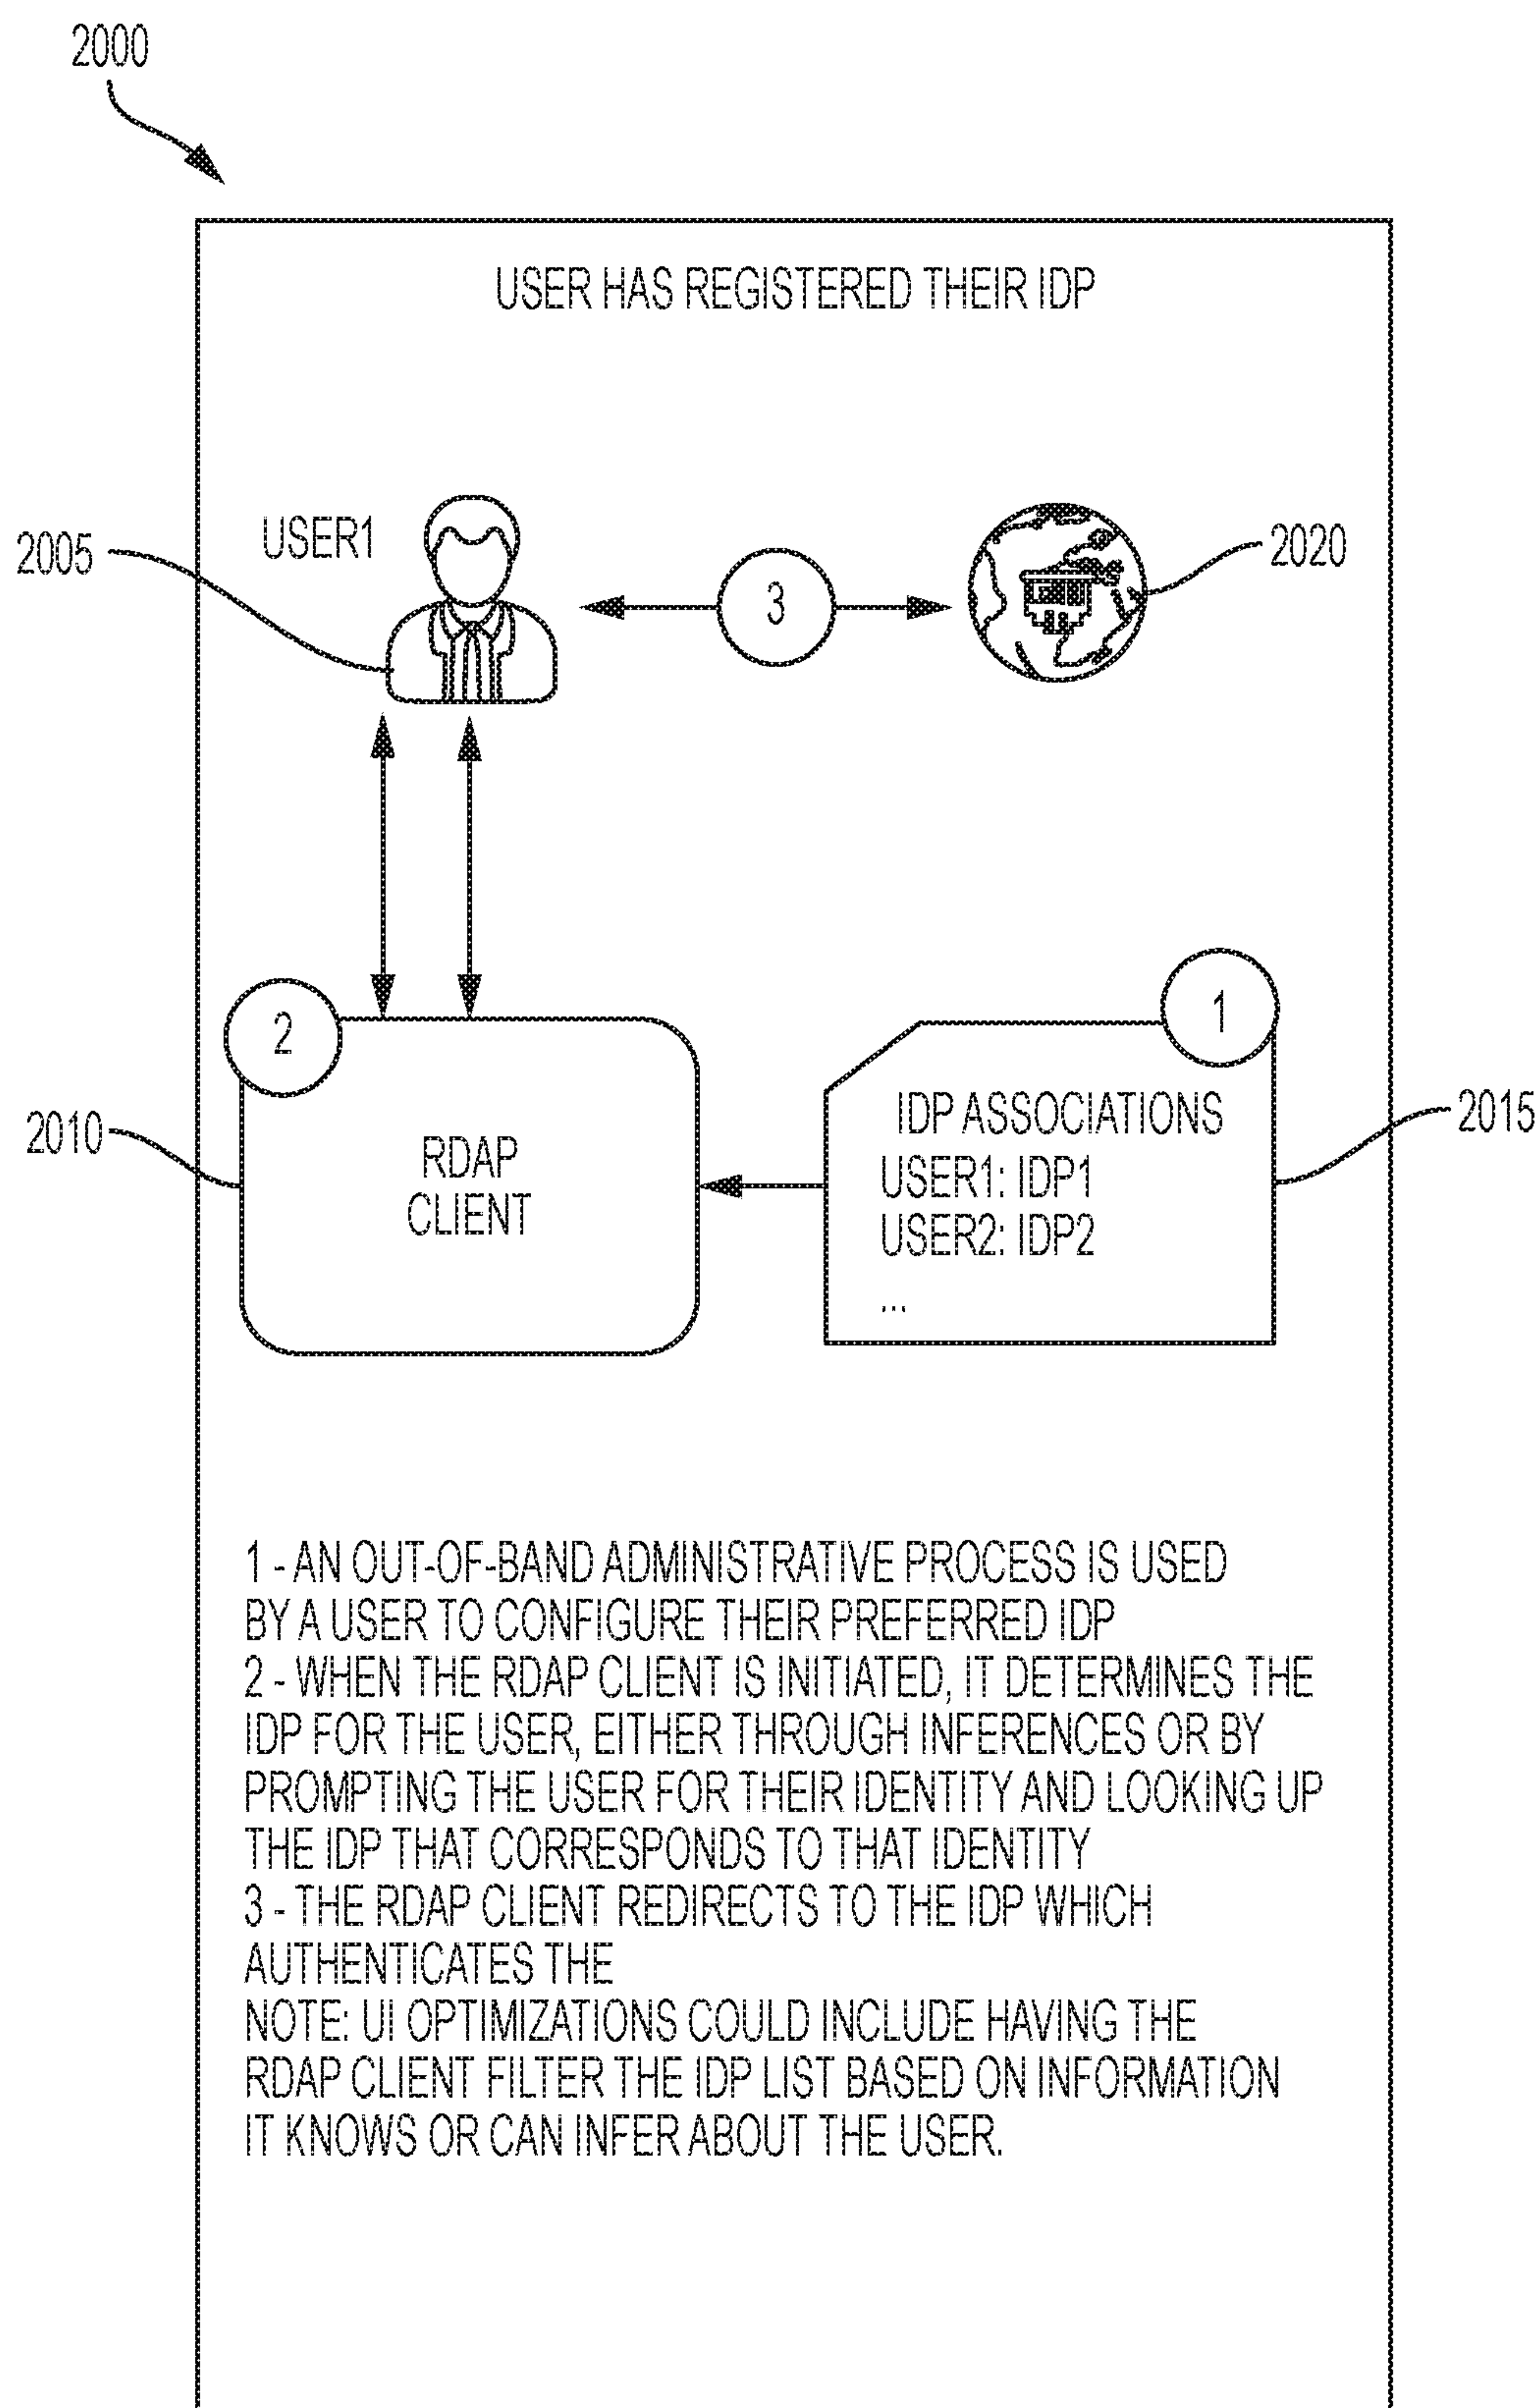 2000
USER HAS REGISTERED THEIR IDP
USER1
2005
3
2020
2
1
2010
RDAP
CLIENT
IDP ASSOCIATIONS
USER1: IDP1
USER2: IDP2
...
2015
1 - AN OUT-OF-BAND ADMINISTRATIVE PROCESS IS USED
BY A USER TO CONFIGURE THEIR PREFERRED IDP
2 - WHEN THE RDAP CLIENT IS INITIATED, IT DETERMINES THE
IDP FOR THE USER, EITHER THROUGH INFERENCES OR BY
PROMPTING THE USER FOR THEIR IDENTITY AND LOOKING UP
THE IDP THAT CORRESPONDS TO THAT IDENTITY
3 - THE RDAP CLIENT REDIRECTS TO THE IDP WHICH
AUTHENTICATES THE
NOTE: UI OPTIMIZATIONS COULD INCLUDE HAVING THE
RDAP CLIENT FILTER THE IDP LIST BASED ON INFORMATION
IT KNOWS OR CAN INFER ABOUT THE USER.